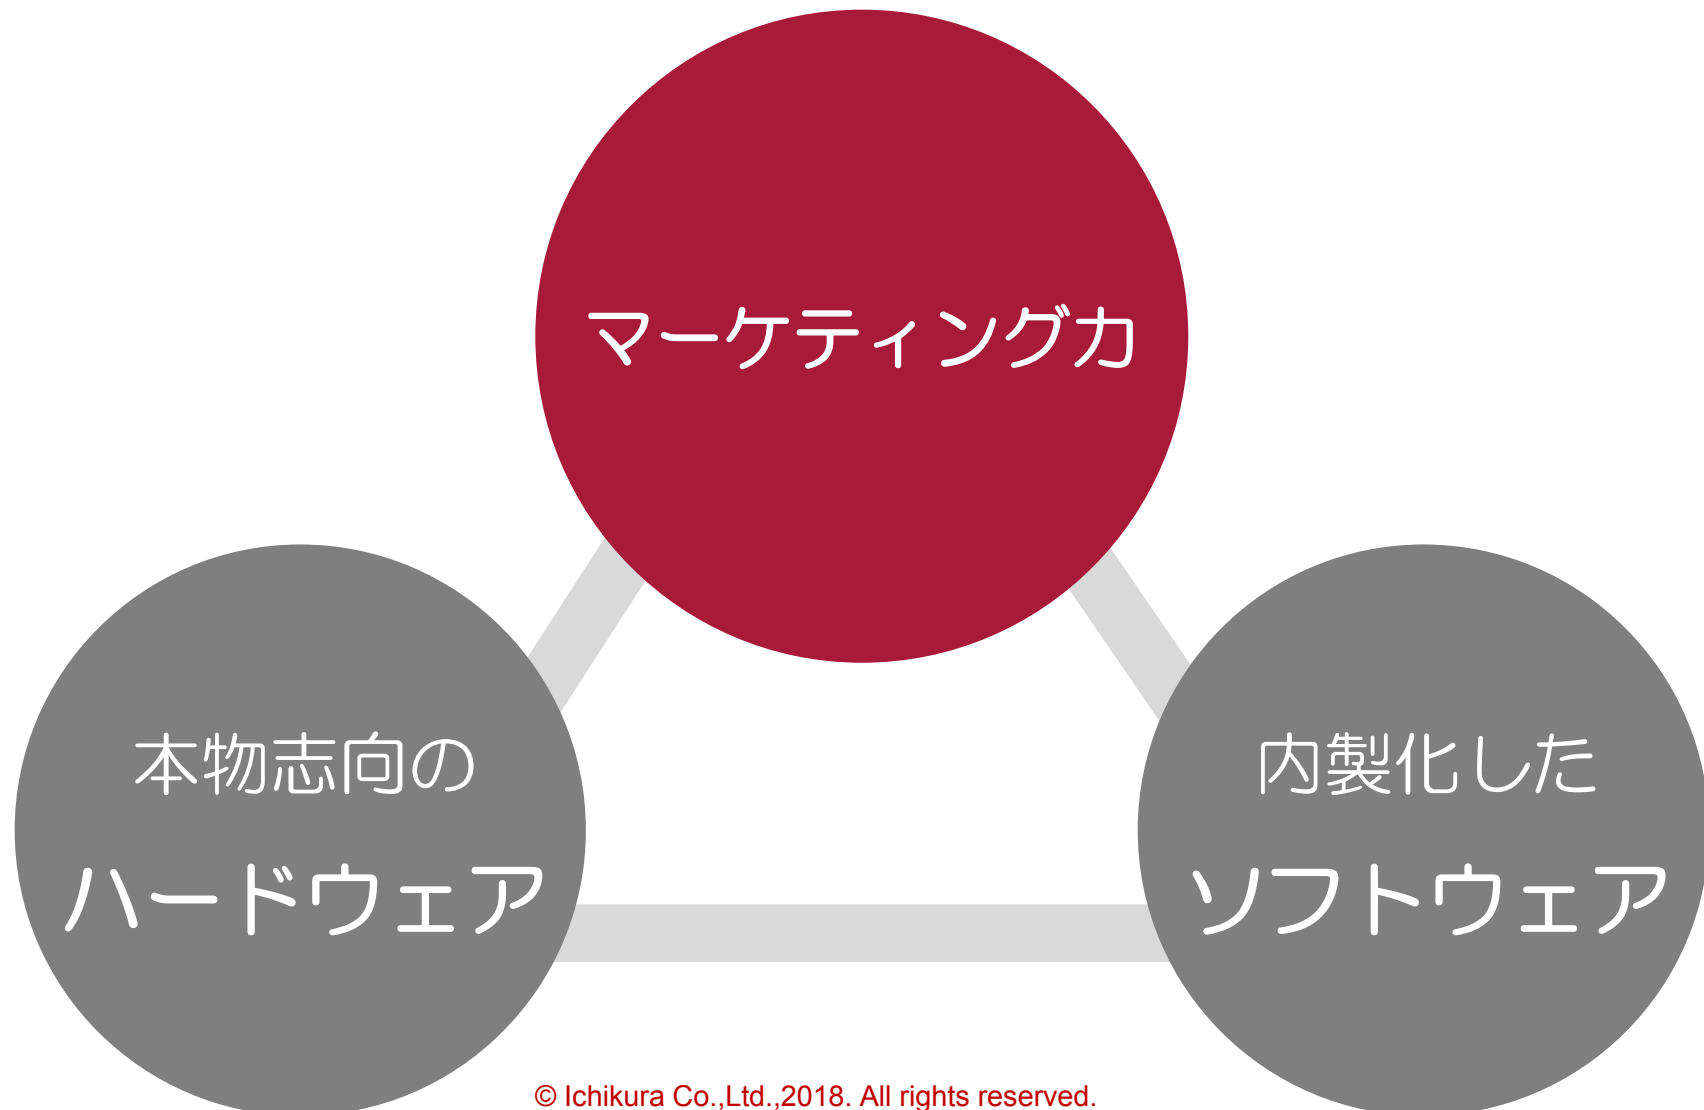 マーケティング力
本物志向の
ハードウェア
内製化した
ソフトウェア
© Ichikura Co.,Ltd.,2018. All rights reserved.